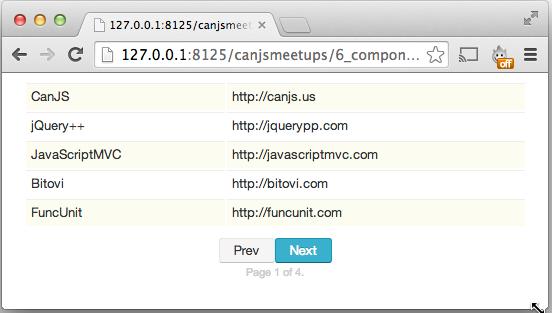 127.0.0.1:8125/canjsmeet
127.0.0.1:8125/canjsmeetups/6_compon...
off
CanJS http://canjs.us
jQuery++ http://jquerypp.com
JavaScriptMVC http://javascriptmvc.com
Bitovi http://bitovi.com
FuncUnit http://funcunit.com
Prev Next
Page 1 of 4.